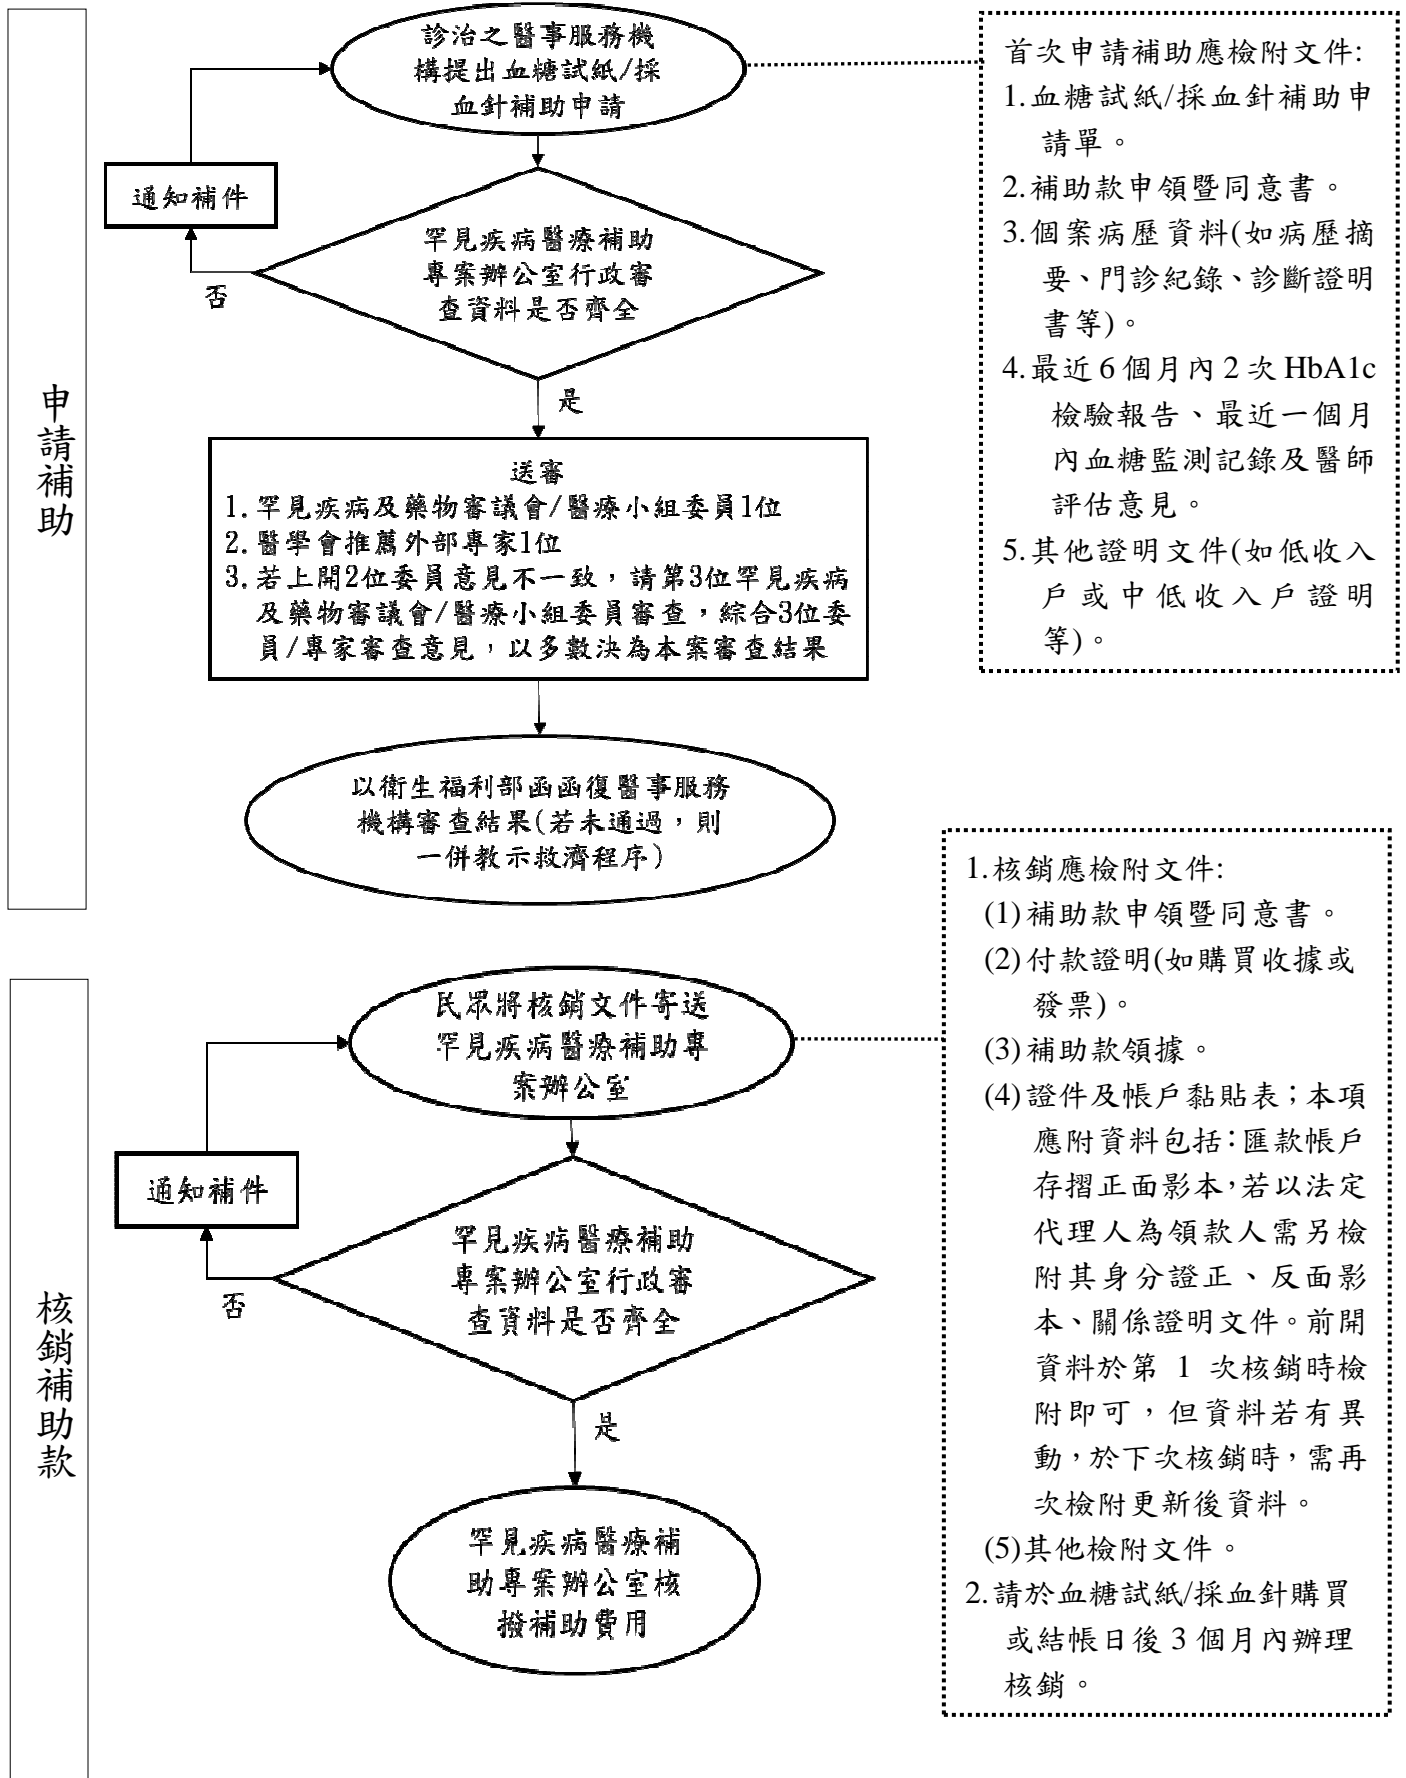 申請補助
診治之醫事服務機
構提出血糖試紙/採
血針補助申請
通知補件
罕見疾病醫療補助
專案辦公室行政審
查資料是否齊全
否
是
送審
1.罕見疾病及藥物審議會/醫療小組委員1位
2.醫學會推薦外部專家1位
3.若上開2位委員意見不一致，請第3位罕見疾病
及藥物審議會/醫療小組委員審查，綜合3位委
員/專家審查意見，以多數決為本案審查結果
以衛生福利部函函復醫事服務
機構審查結果(若未通過，則
一併教示救濟程序)
首次申請補助應檢附文件:
1.血糖試紙/採血針補助申
請單。
2.補助款申領暨同意書。
3.個案病歷資料(如病歷摘
要、門診紀錄、診斷證明
書等)。
4.最近6個月內2次HbA1c
檢驗報告、最近一個月
內血糖監測記錄及醫師
評估意見。
5.其他證明文件(如低收入
戶或中低收入戶證明
等)。
核銷補助款
民眾將核銷文件寄送
罕見疾病醫療補助專
案辦公室
通知補件
罕見疾病醫療補助
專案辦公室行政審
查資料是否齊全
否
是
罕見疾病醫療補
助專案辦公室核
撥補助費用
1.核銷應檢附文件:
(1)補助款申領暨同意書。
(2)付款證明(如購買收據或
發票)。
(3)補助款領據。
(4)證件及帳戶黏貼表；本項
應附資料包括：匯款帳戶
存摺正面影本，若以法定
代理人為領款人需另檢
附其身分證正、反面影
本、關係證明文件。前開
資料於第 1 次核銷時檢
附即可，但資料若有異
動，於下次核銷時，需再
次檢附更新後資料。
(5)其他檢附文件。
2.請於血糖試紙/採血針購買
或結帳日後3個月內辦理
核銷。